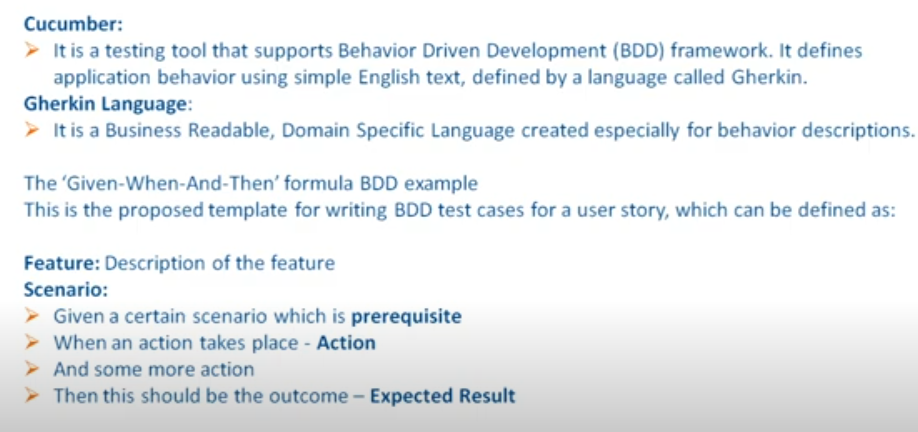 Cucumber:
It is a testing tool that supports Behavior Driven Development (BDD) framework. It defines
application behavior using simple English text, defined by a language called Gherkin.
Gherkin Language:
It is a Business Readable, Domain Specific Language created especially for behavior descriptions.
The ‘Given-When-And-Then’ formula BDD example
This is the proposed template for writing BDD test cases for a user story, which can be defined as:
Feature: Description of the feature
Scenario:
Given a certain scenario which is prerequisite
When an action takes place - Action
And some more action
Then this should be the outcome – Expected Result